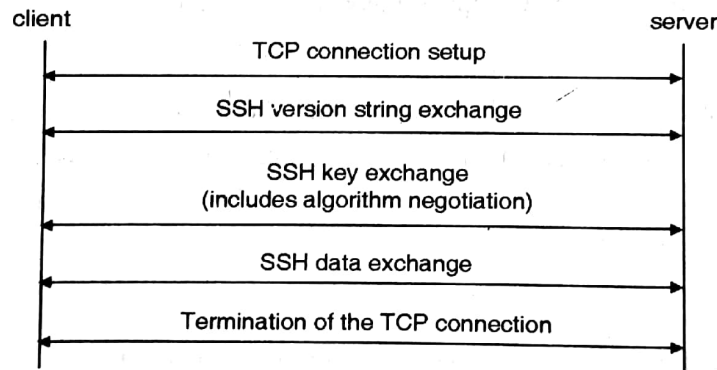 client
server
TCP connection setup
SSH version string exchange
SSH key exchange
(includes algorithm negotiation)
SSH data exchange
Termination of the TCP connection